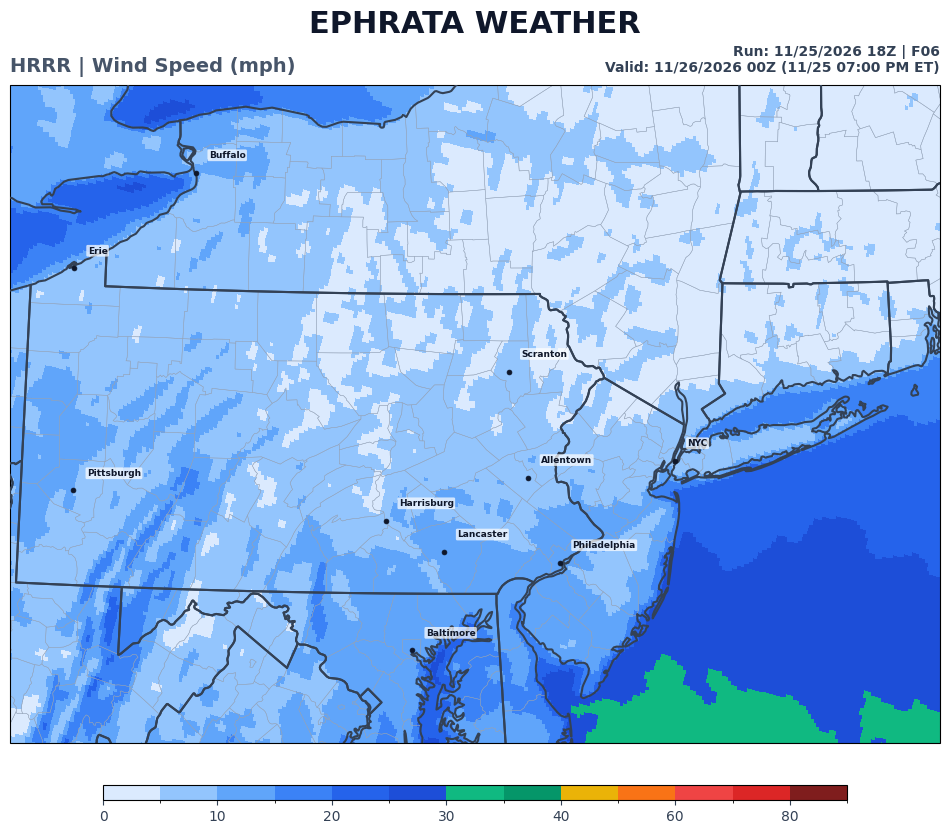 EPHRATA WEATHER
Run: 11/25/2026 18Z | F06
HRRR | Wind Speed (mph)
Valid: 11/26/2026 00Z (11/25 07:00 PM ET)
Buffalo
Erie
Scranton
NYC
Allentown
Pittsburgh
Harrisburg
Lancaster
Philadelphia
Baltimore
0 10 20 30 40 60 80